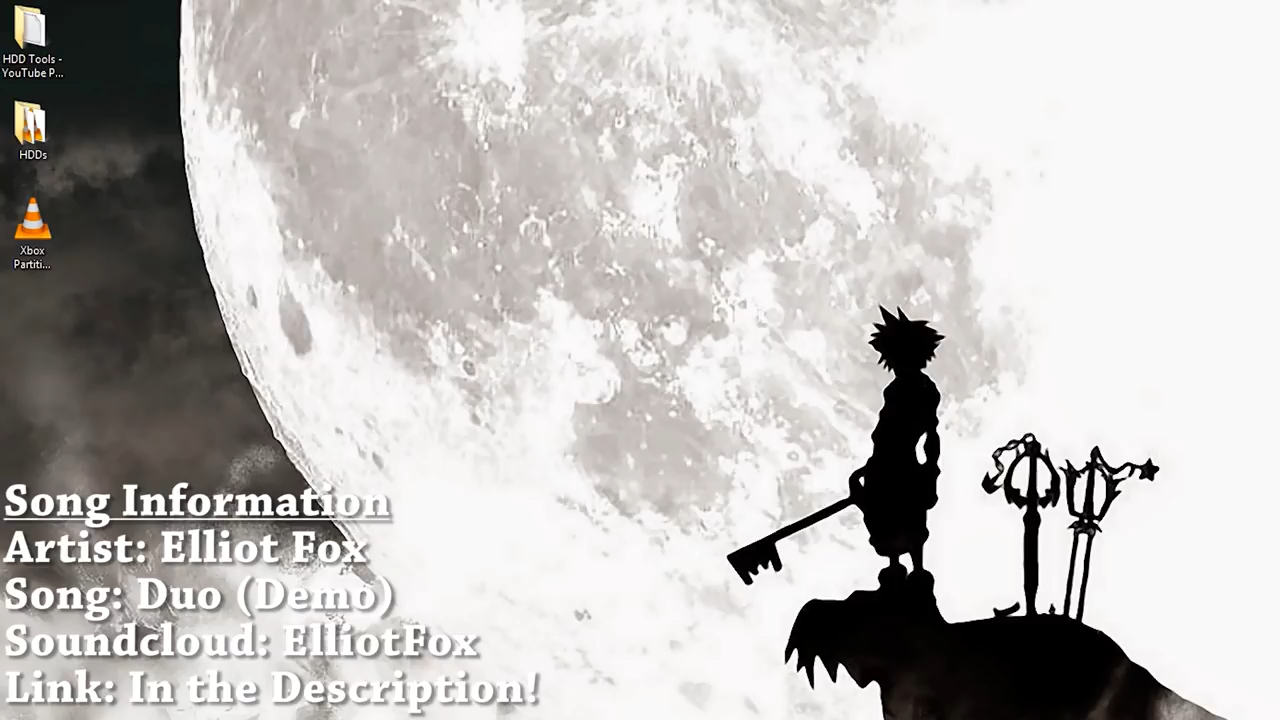 HDD Tools -
YouTube P...
HDDs
Xbox
Partiti...
Song Information
Artist: Elliot Fox
Song: Duo (Demo)
Soundcloud: ElliotFox
Link: In the Description!